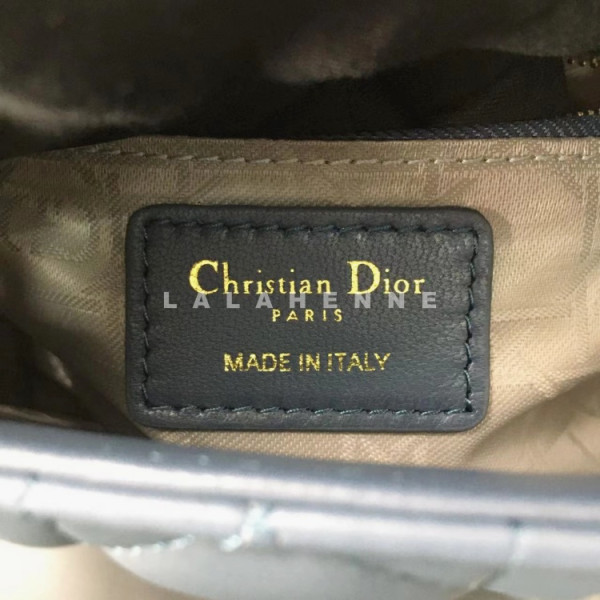 Christian Dior
LALAHENNE
PARIS
MADE IN ITALY